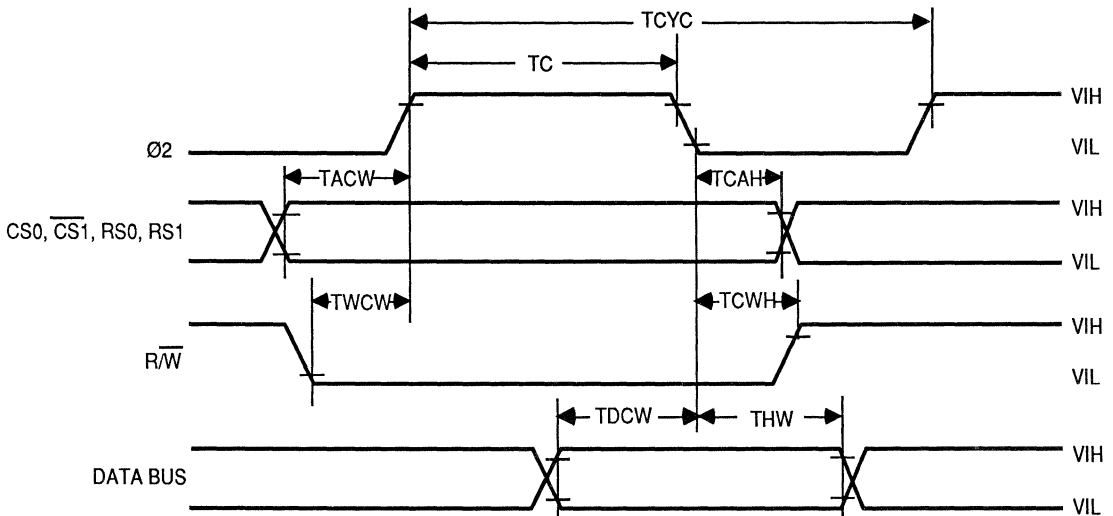 TCYC
TC
VIH
Ø2
VIL
TACW
TCAH
VIH
CS0, C̅S̅1̅, RS0, RS1
VIL
TWCW
TCWH
VIH
R/W̅
VIL
TDCW
THW
VIH
DATA BUS
VIL